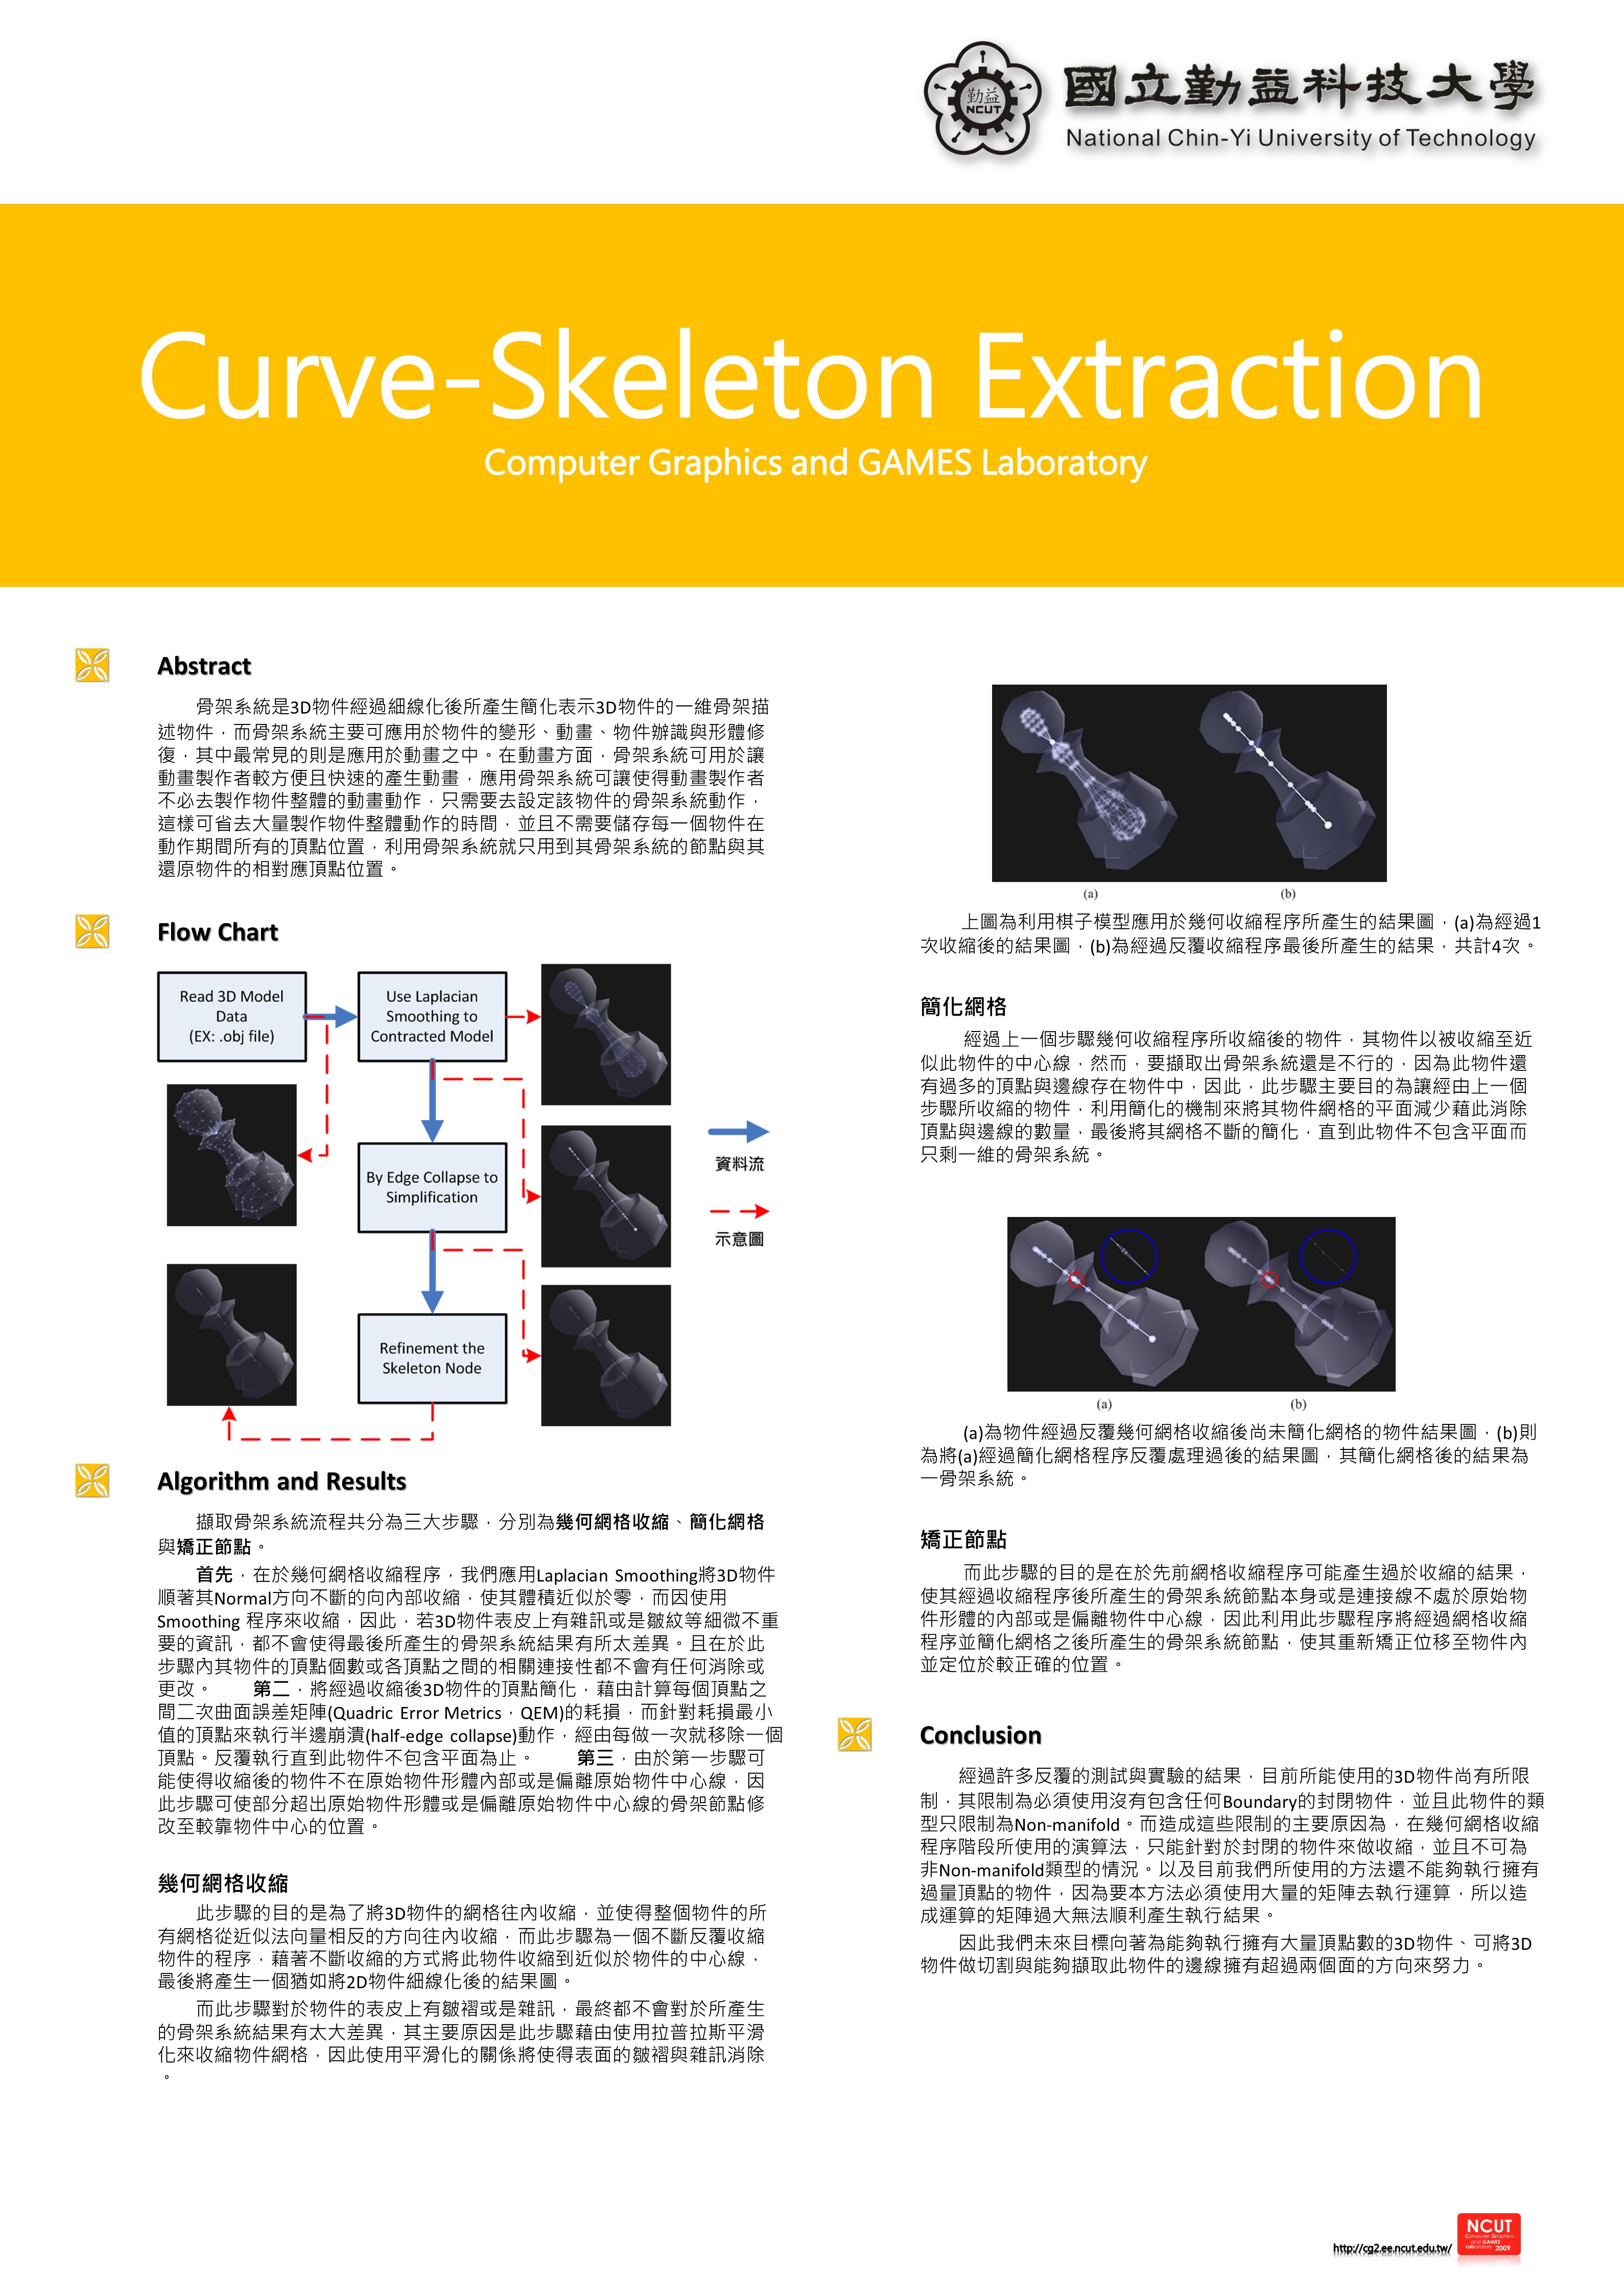 勤益
NCUT
國立勤益科技大學
National Chin-Yi University of Technology
Curve-Skeleton Extraction
Computer Graphics and GAMES Laboratory
Abstract
骨架系統是3D物件經過細線化後所產生簡化表示3D物件的一維骨架描
述物件，而骨架系統主要可應用於物件的變形、動畫、物件辦識與形體修
復，其中最常見的則是應用於動畫之中。在動畫方面，骨架系統可用於讓
動畫製作者較方便且快速的產生動畫，應用骨架系統可讓使得動畫製作者
不必去製作物件整體的動畫動作，只需要去設定該物件的骨架系統動作，
這樣可省去大量製作物件整體動作的時間，並且不需要儲存每一個物件在
動作期間所有的頂點位置，利用骨架系統就只用到其骨架系統的節點與其
還原物件的相對應頂點位置。
Flow Chart
Read 3D Model
Data
(EX: .obj file)
Use Laplacian
Smoothing to
Contracted Model
By Edge Collapse to
Simplification
Refinement the
Skeleton Node
資料流
示意圖
Algorithm and Results
擷取骨架系統流程共分為三大步驟，分別為幾何網格收縮、簡化網格
與矯正節點。
首先，在於幾何網格收縮程序，我們應用Laplacian Smoothing將3D物件
順著其Normal方向不斷的向內部收縮，使其體積近似於零，而因使用
Smoothing 程序來收縮，因此，若3D物件表皮上有雜訊或是皺紋等細微不重
要的資訊，都不會使得最後所產生的骨架系統結果有所太差異。且在於此
步驟內其物件的頂點個數或各頂點之間的相關連接性都不會有任何消除或
更改。 第二，將經過收縮後3D物件的頂點簡化，藉由計算每個頂點之
間二次曲面誤差矩陣(Quadric Error Metrics，QEM)的耗損，而針對耗損最小
值的頂點來執行半邊崩潰(half-edge collapse)動作，經由每做一次就移除一個
頂點。反覆執行直到此物件不包含平面為止。 第三，由於第一步驟可
能使得收縮後的物件不在原始物件形體內部或是偏離原始物件中心線，因
此步驟可使部分超出原始物件形體或是偏離原始物件中心線的骨架節點修
改至較靠物件中心的位置。
幾何網格收縮
此步驟的目的是為了將3D物件的網格往內收縮，並使得整個物件的所
有網格從近似法向量相反的方向往內收縮，而此步驟為一個不斷反覆收縮
物件的程序，藉著不斷收縮的方式將此物件收縮到近似於物件的中心線，
最後將產生一個猶如將2D物件細線化後的結果圖。
而此步驟對於物件的表皮上有皺褶或是雜訊，最終都不會對於所產生
的骨架系統結果有太大差異，其主要原因是此步驟藉由使用拉普拉斯平滑
化來收縮物件網格，因此使用平滑化的關係將使得表面的皺褶與雜訊消除
。
(a)
(b)
上圖為利用棋子模型應用於幾何收縮程序所產生的結果圖，(a)為經過1
次收縮後的結果圖，(b)為經過反覆收縮程序最後所產生的結果，共計4次。
簡化網格
經過上一個步驟幾何收縮程序所收縮後的物件，其物件以被收縮至近
似此物件的中心線，然而，要擷取出骨架系統還是不行的，因為此物件還
有過多的頂點與邊線存在物件中，因此，此步驟主要目的為讓經由上一個
步驟所收縮的物件，利用簡化的機制來將其物件網格的平面減少藉此消除
頂點與邊線的數量，最後將其網格不斷的簡化，直到此物件不包含平面而
只剩一維的骨架系統。
(a)
(b)
(a)為物件經過反覆幾何網格收縮後尚未簡化網格的物件結果圖，(b)則
為將(a)經過簡化網格程序反覆處理過後的結果圖，其簡化網格後的結果為
一骨架系統。
矯正節點
而此步驟的目的是在於先前網格收縮程序可能產生過於收縮的結果，
使其經過收縮程序後所產生的骨架系統節點本身或是連接線不處於原始物
件形體的內部或是偏離物件中心線，因此利用此步驟程序將經過網格收縮
程序並簡化網格之後所產生的骨架系統節點，使其重新矯正位移至物件內
並定位於較正確的位置。
Conclusion
經過許多反覆的測試與實驗的結果，目前所能使用的3D物件尚有所限
制，其限制為必須使用沒有包含任何Boundary的封閉物件，並且此物件的類
型只限制為Non-manifold。而造成這些限制的主要原因為，在幾何網格收縮
程序階段所使用的演算法，只能針對於封閉的物件來做收縮，並且不可為
非Non-manifold類型的情況。以及目前我們所使用的方法還不能夠執行擁有
過量頂點的物件，因為要本方法必須使用大量的矩陣去執行運算，所以造
成運算的矩陣過大無法順利產生執行結果。
因此我們未來目標向著為能夠執行擁有大量頂點數的3D物件、可將3D
物件做切割與能夠擷取此物件的邊線擁有超過兩個面的方向來努力。
http://cg2.ee.ncut.edu.tw/
NCUT
Computer Graphics
and GAMES
Laboratory 2009